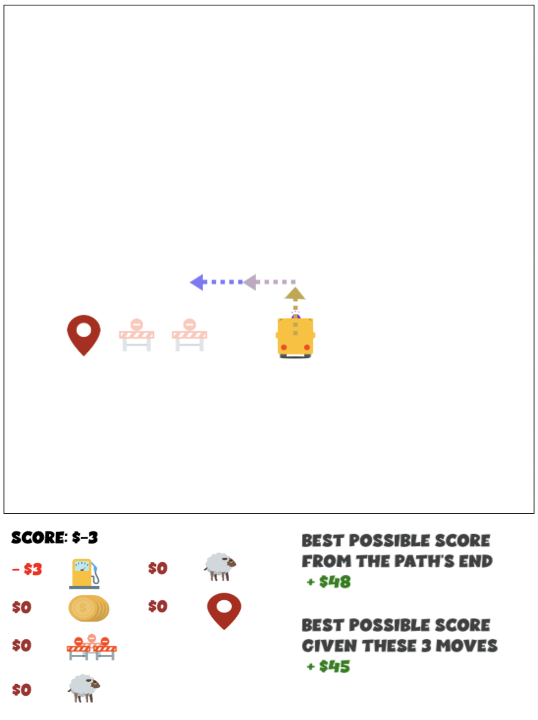 SCORE: $-3
- $3
$0
$0
$0
$0
$0
BEST POSSIBLE SCORE
FROM THE PATH'S END
+ $48
BEST POSSIBLE SCORE
GIVEN THESE 3 MOVES
+ $45